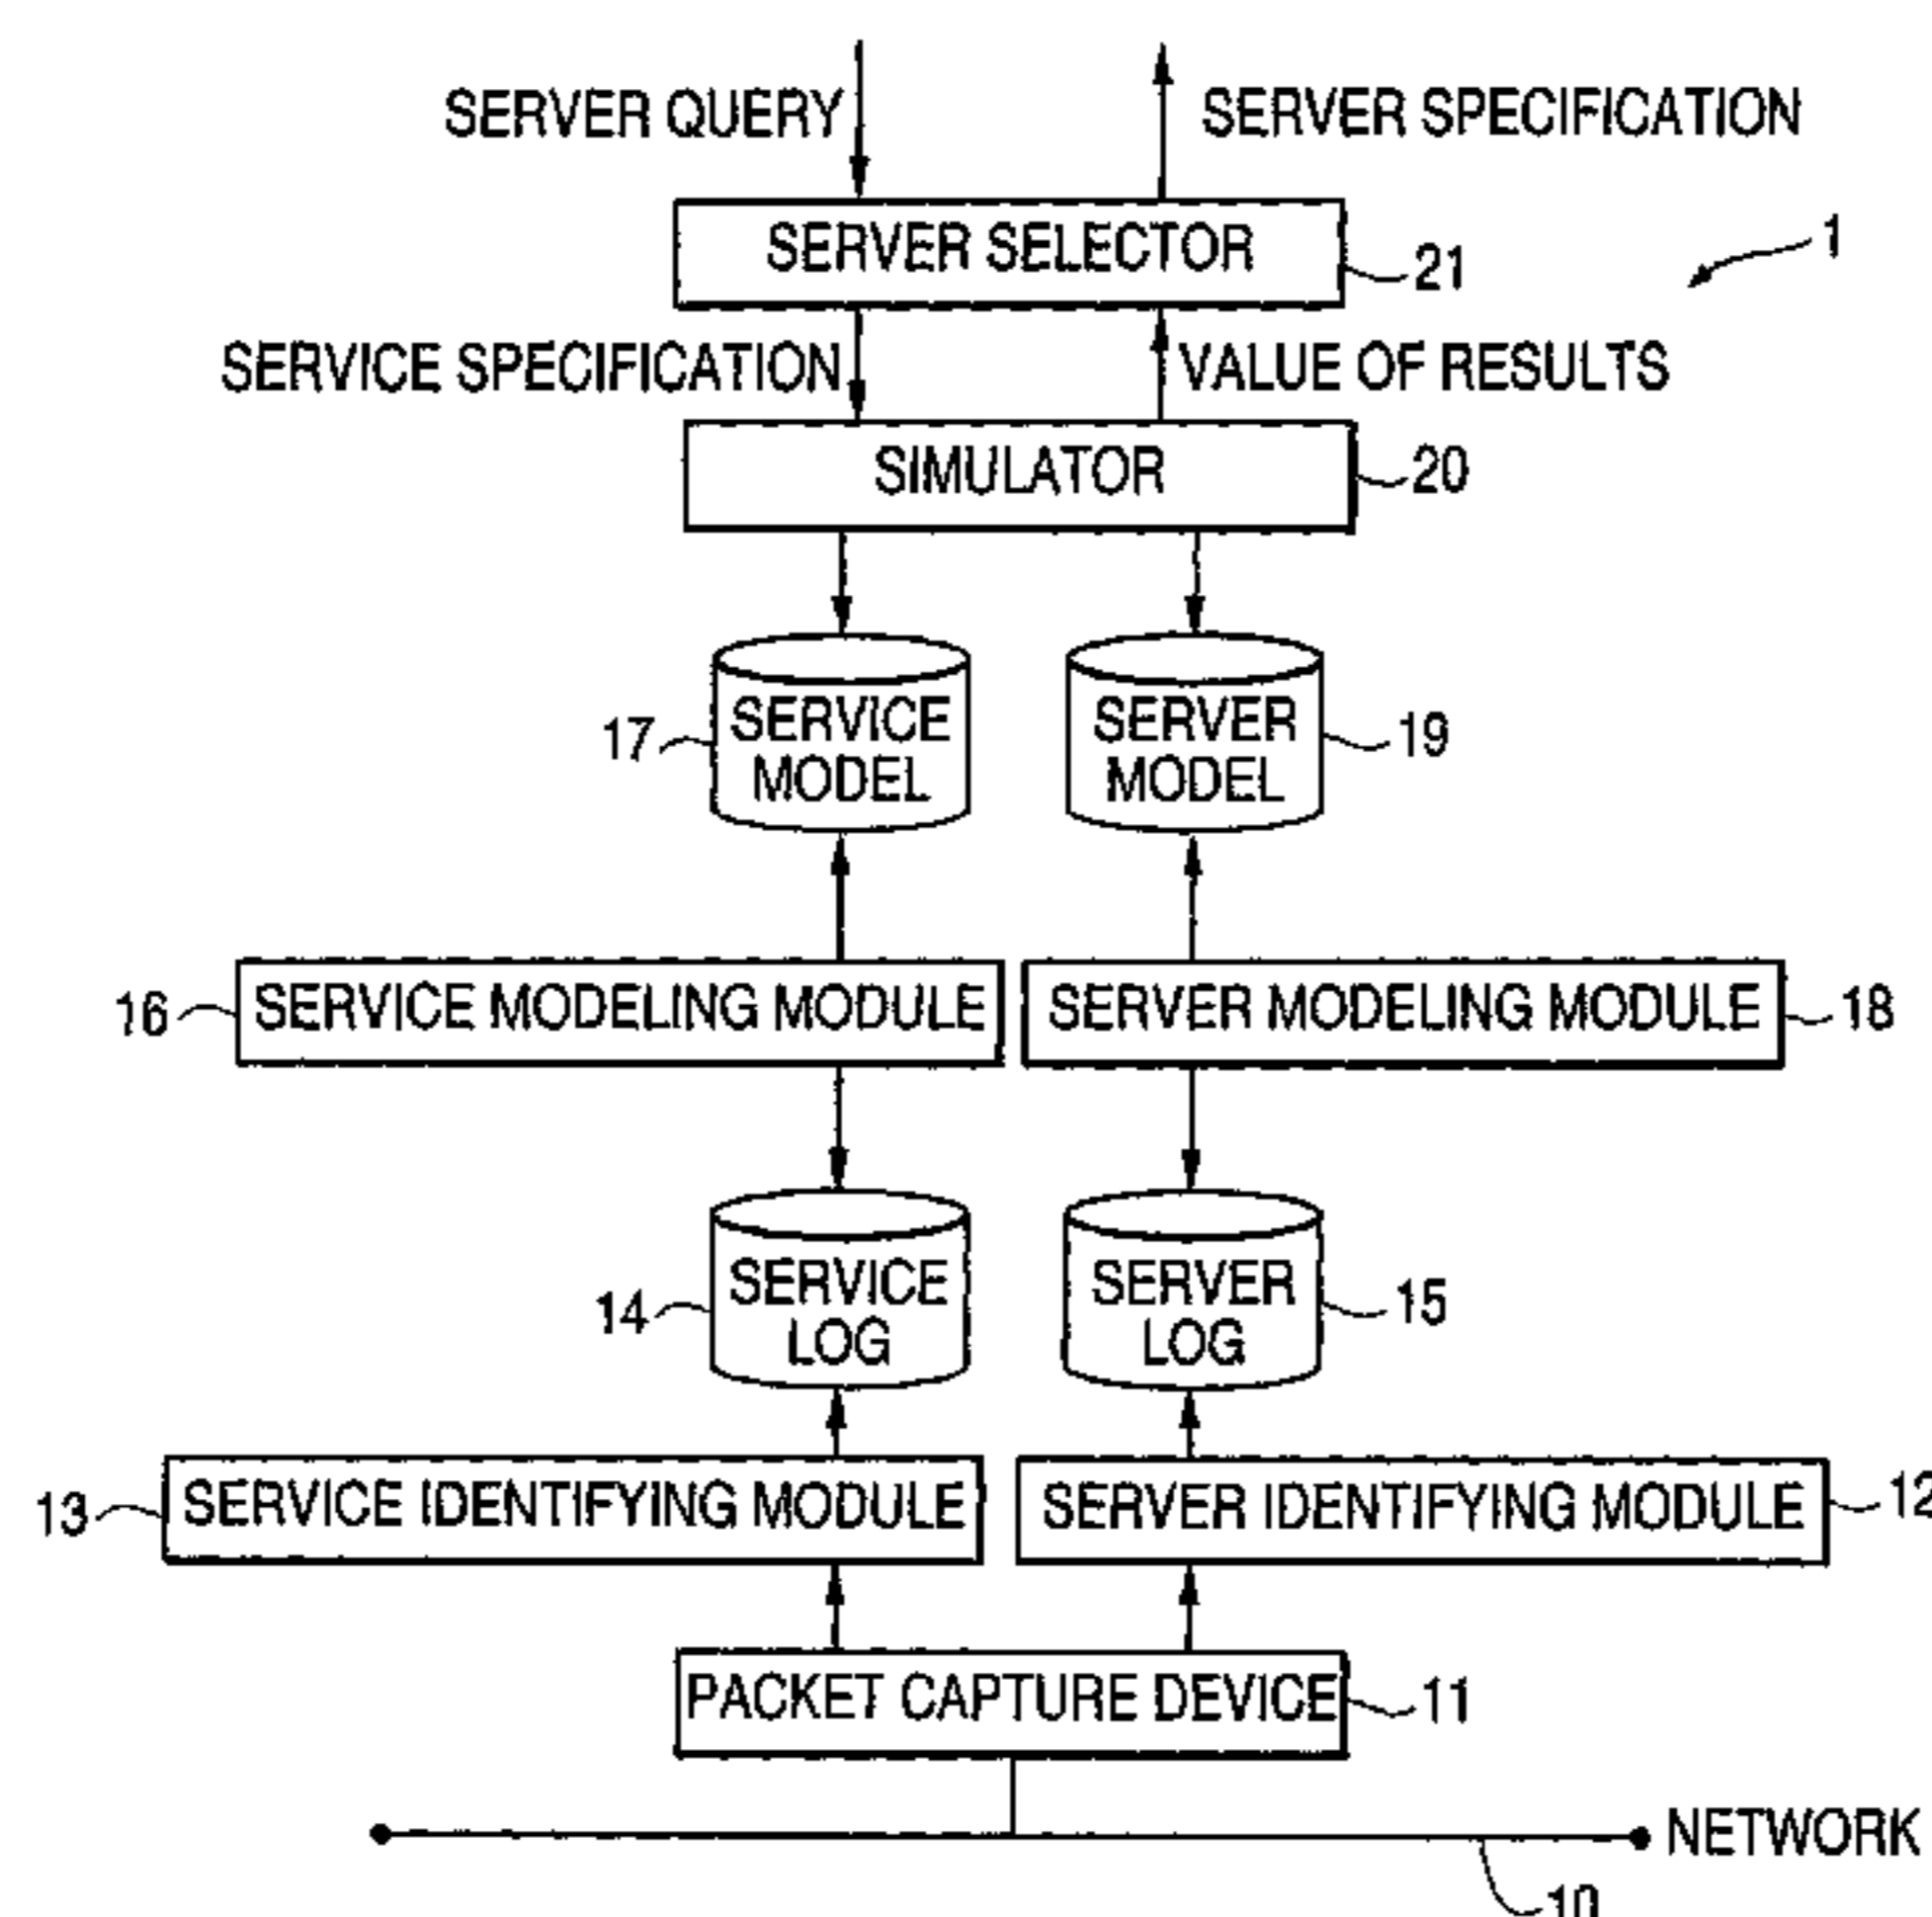 SERVER QUERY
SERVER SPECIFICATION
SERVER SELECTOR
21
1
SERVICE SPECIFICATION
VALUE OF RESULTS
SIMULATOR
20
17
SERVICE
MODEL
SERVER
MODEL
19
16
SERVICE MODELING MODULE
SERVER MODELING MODULE
18
14
SERVICE
LOG
SERVER
LOG
15
13
SERVICE IDENTIFYING MODULE
SERVER IDENTIFYING MODULE
12
PACKET CAPTURE DEVICE
11
NETWORK
10